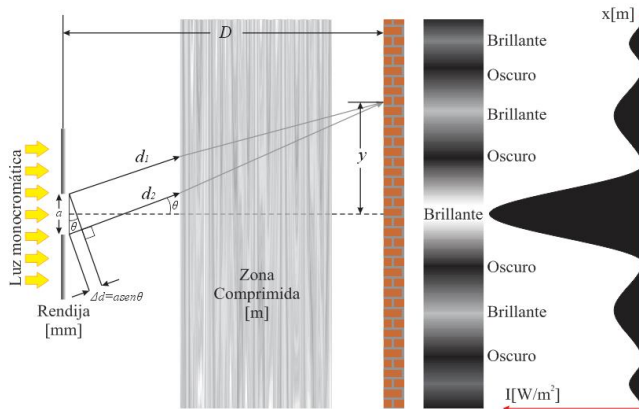 x[m]
D
Brillante
Oscuro
Brillante
Oscuro
Brillante
Oscuro
Brillante
Oscuro
Luz monocromática
d1
d2
y
a
θ
θ
Δd=asenθ
Rendija
[mm]
Zona
Comprimida
[m]
I[W/m²]